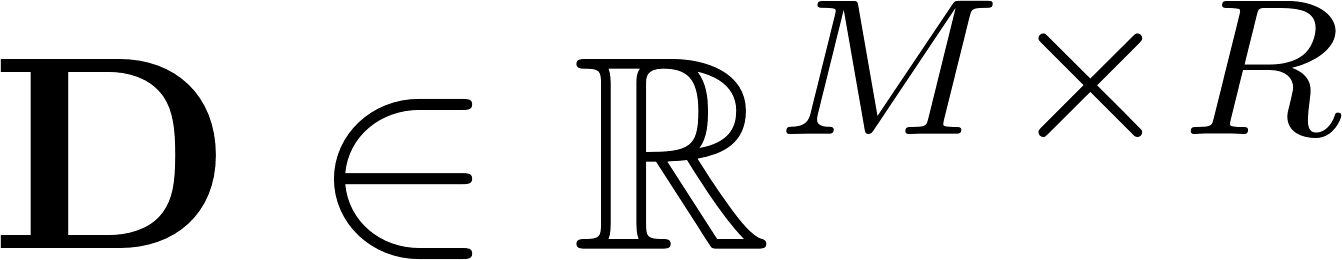 𝐃 ∈ ℝ^{M×R}